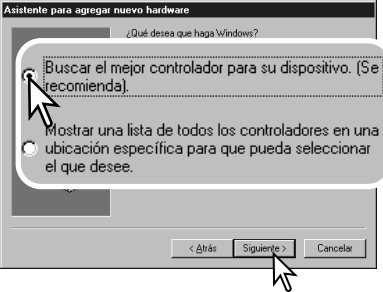 Asistente para agregar nuevo hardware
¿Qué desea que haga Windows?
Buscar el mejor controlador para su dispositivo. (Se
recomienda).
Mostrar una lista de todos los controladores en una
ubicación específica para que pueda seleccionar
el que desee.
< Atrás Siguiente > Cancelar